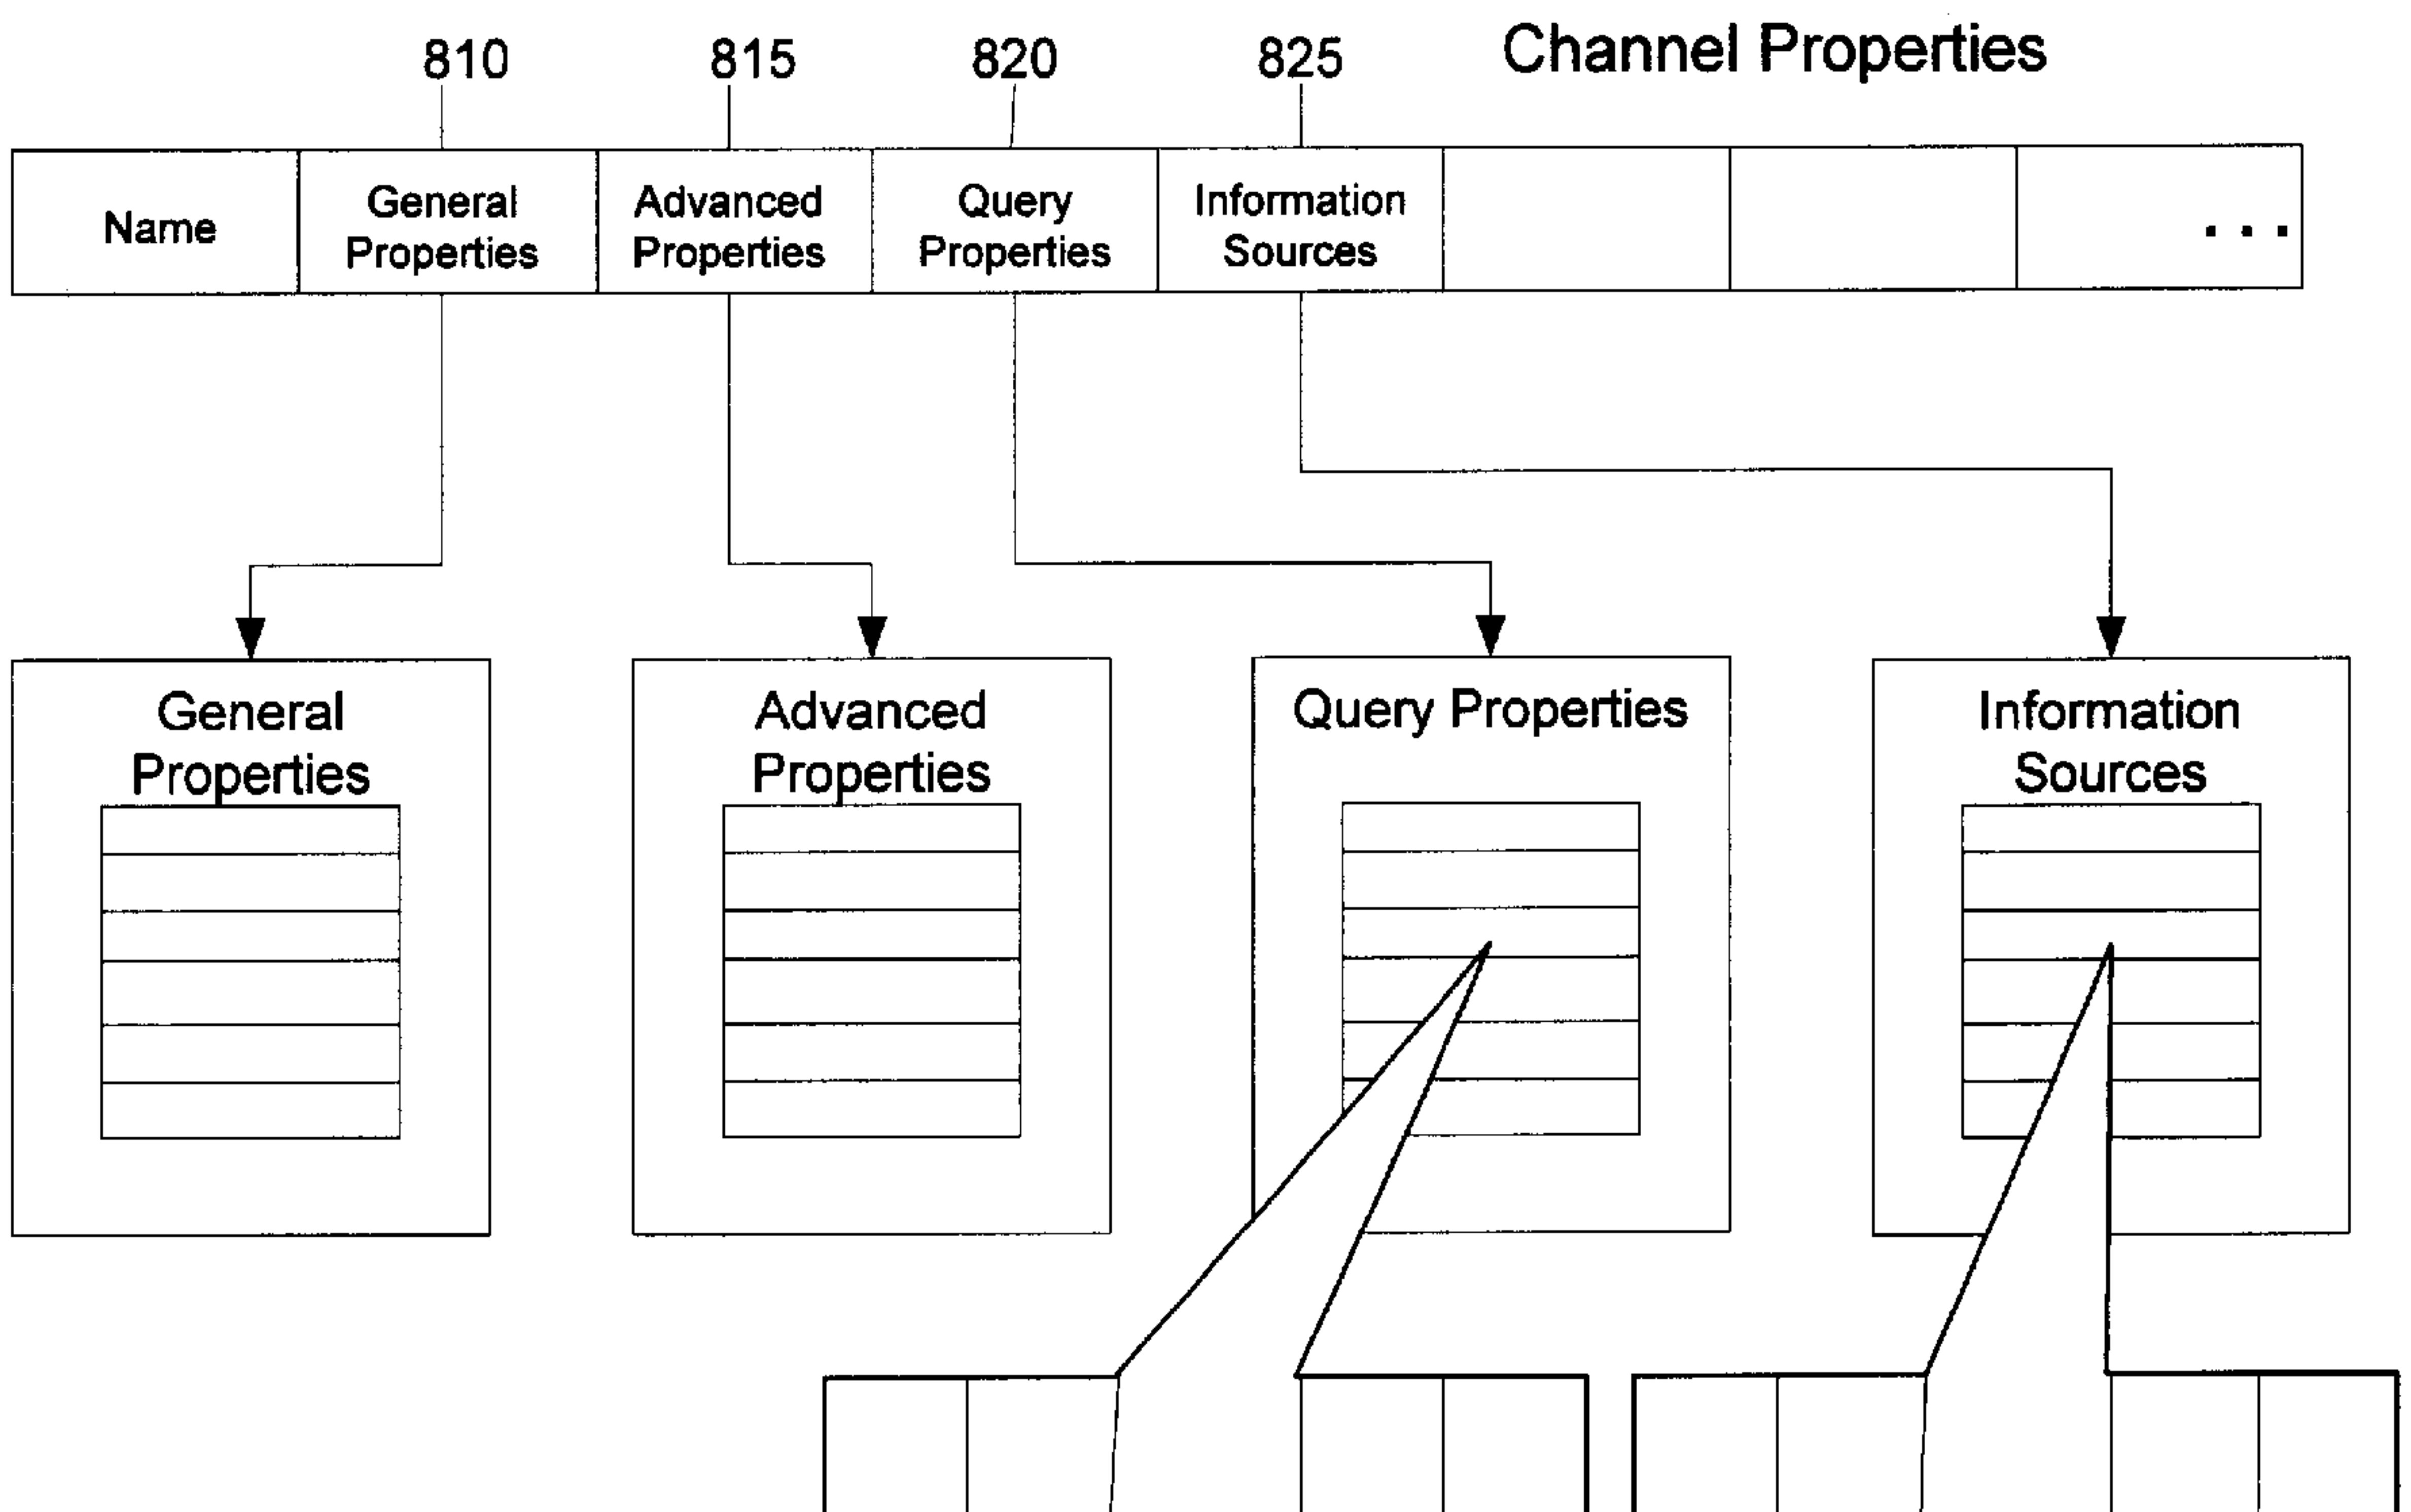 810 815 820 825 Channel Properties
Name
General
Properties
Advanced
Properties
Query
Properties
Information
Sources
...
General
Properties
Advanced
Properties
Query Properties
Information
Sources